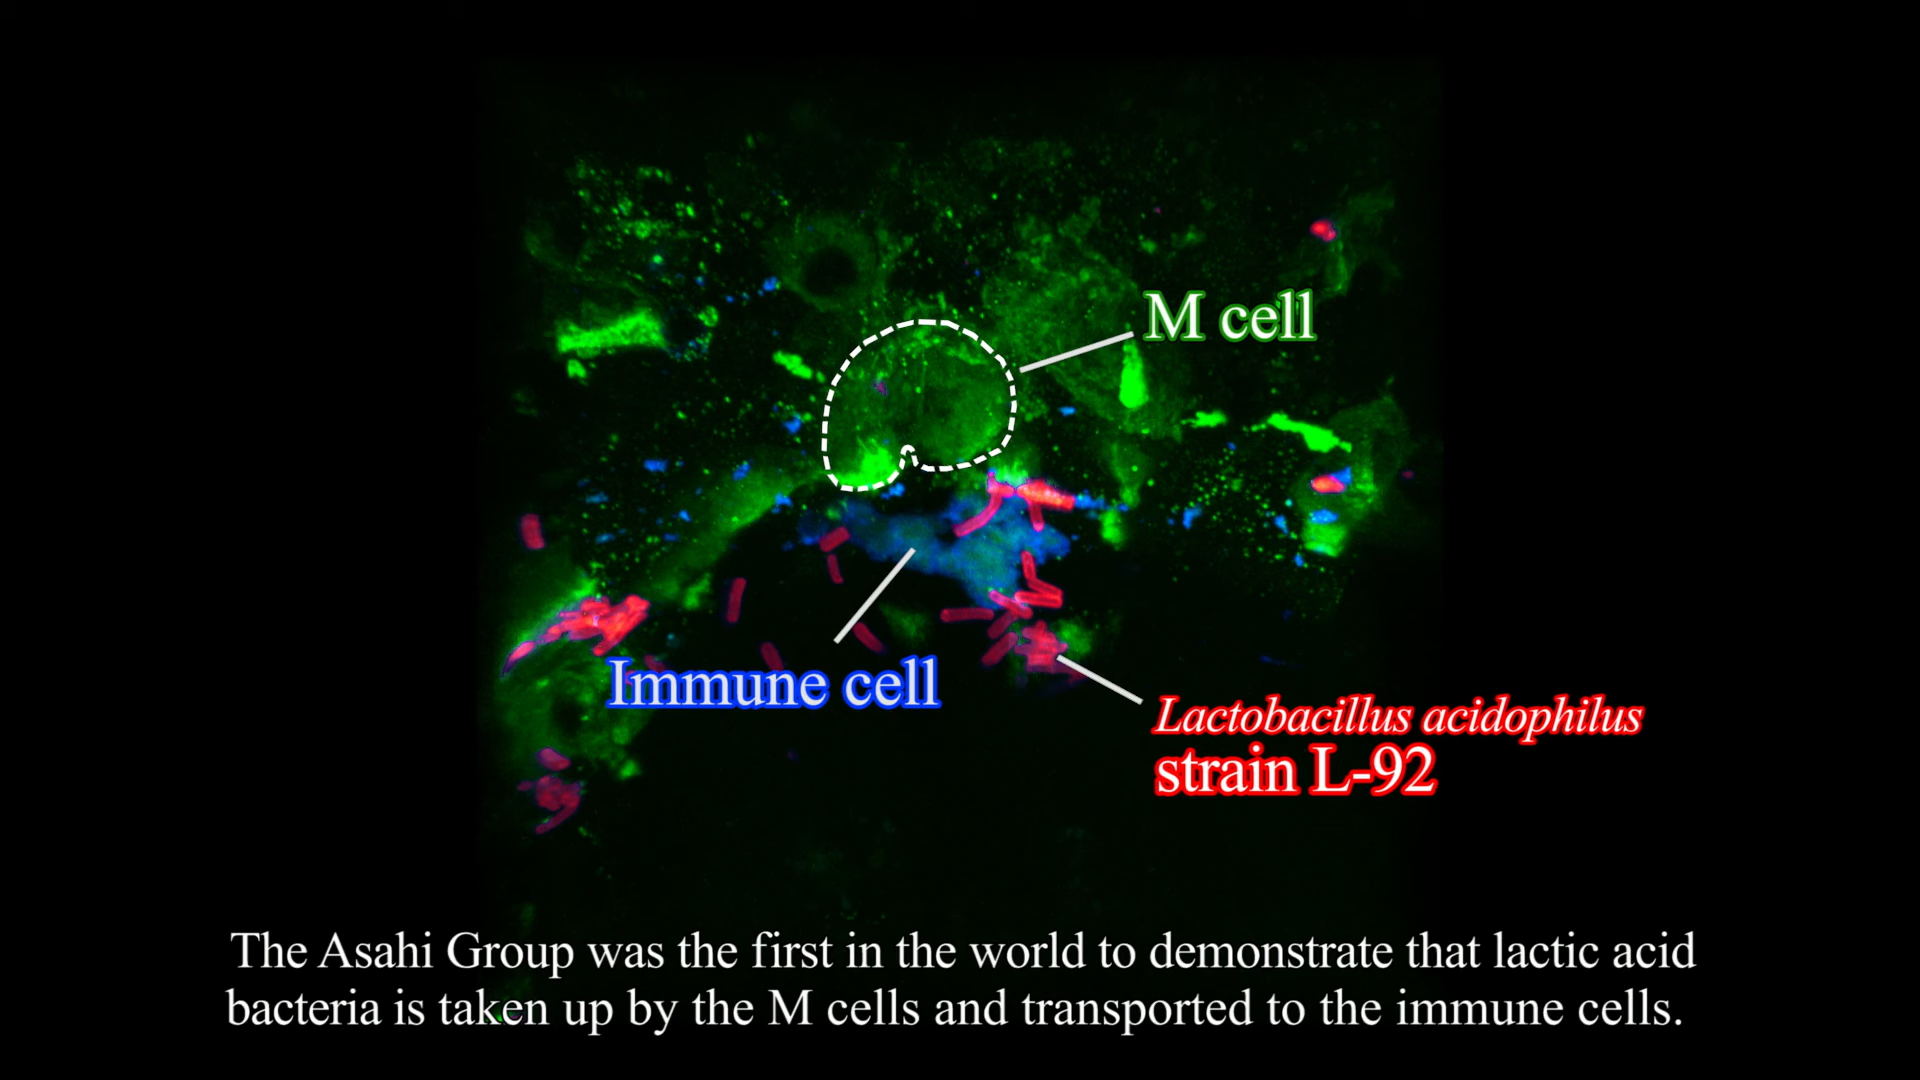 M cell
Immune cell
Lactobacillus acidophilus
strain L-92
The Asahi Group was the first in the world to demonstrate that lactic acid
bacteria is taken up by the M cells and transported to the immune cells.